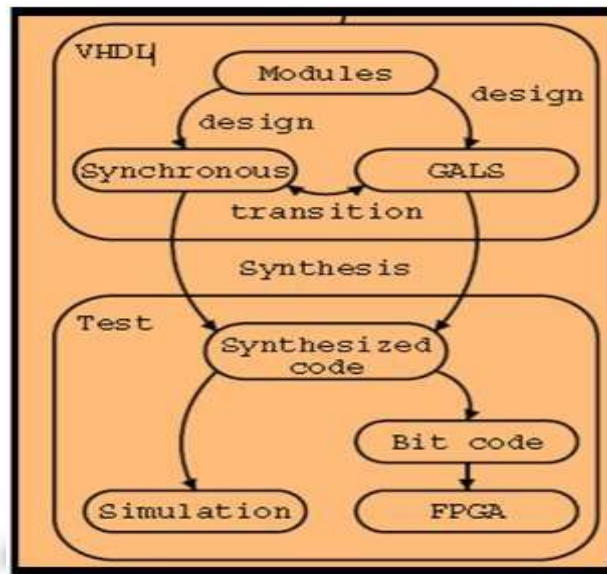 VHDL
Modules
design
design
Synchronous
GALS
transition
Synthesis
Test
Synthesized
code
Bit code
Simulation
FPGA